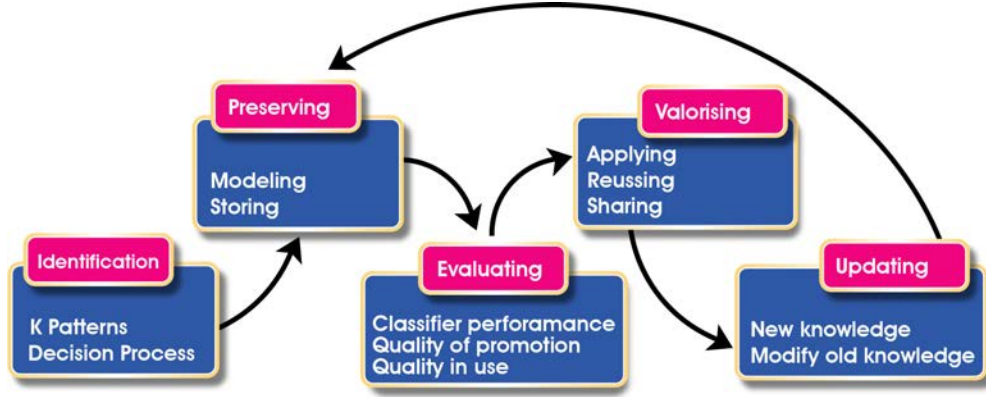 Identification
K Patterns
Decision Process
Preserving
Modeling
Storing
Evaluating
Classifier perforamance
Quality of promotion
Quality in use
Valorising
Applying
Reussing
Sharing
Updating
New knowledge
Modify old knowledge